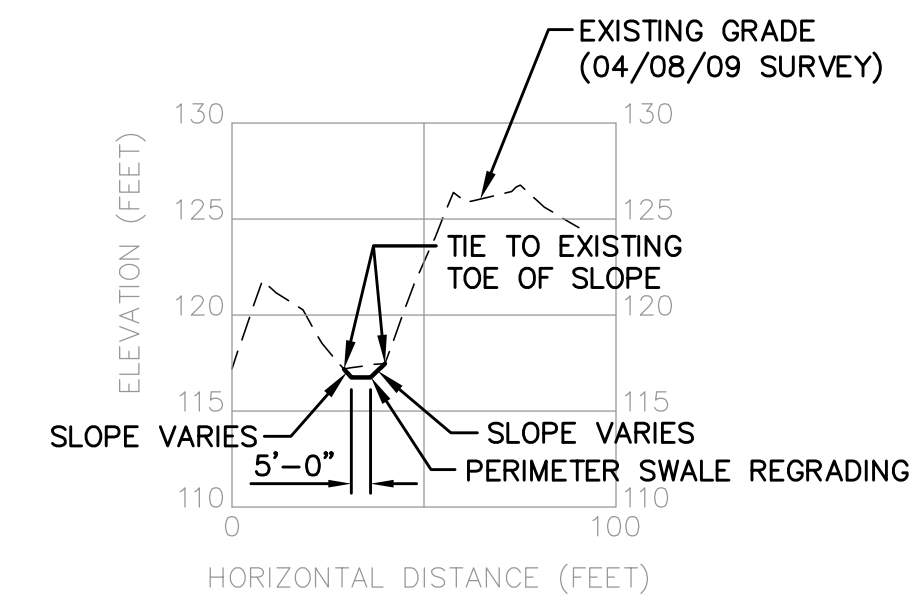 EXISTING GRADE
(04/08/09 SURVEY)
130
130
ELEVATION (FEET)
125
125
TIE TO EXISTING
TOE OF SLOPE
120
120
115
115
SLOPE VARIES
SLOPE VARIES
5'-0"
PERIMETER SWALE REGRADING
110
110
0
100
HORIZONTAL DISTANCE (FEET)